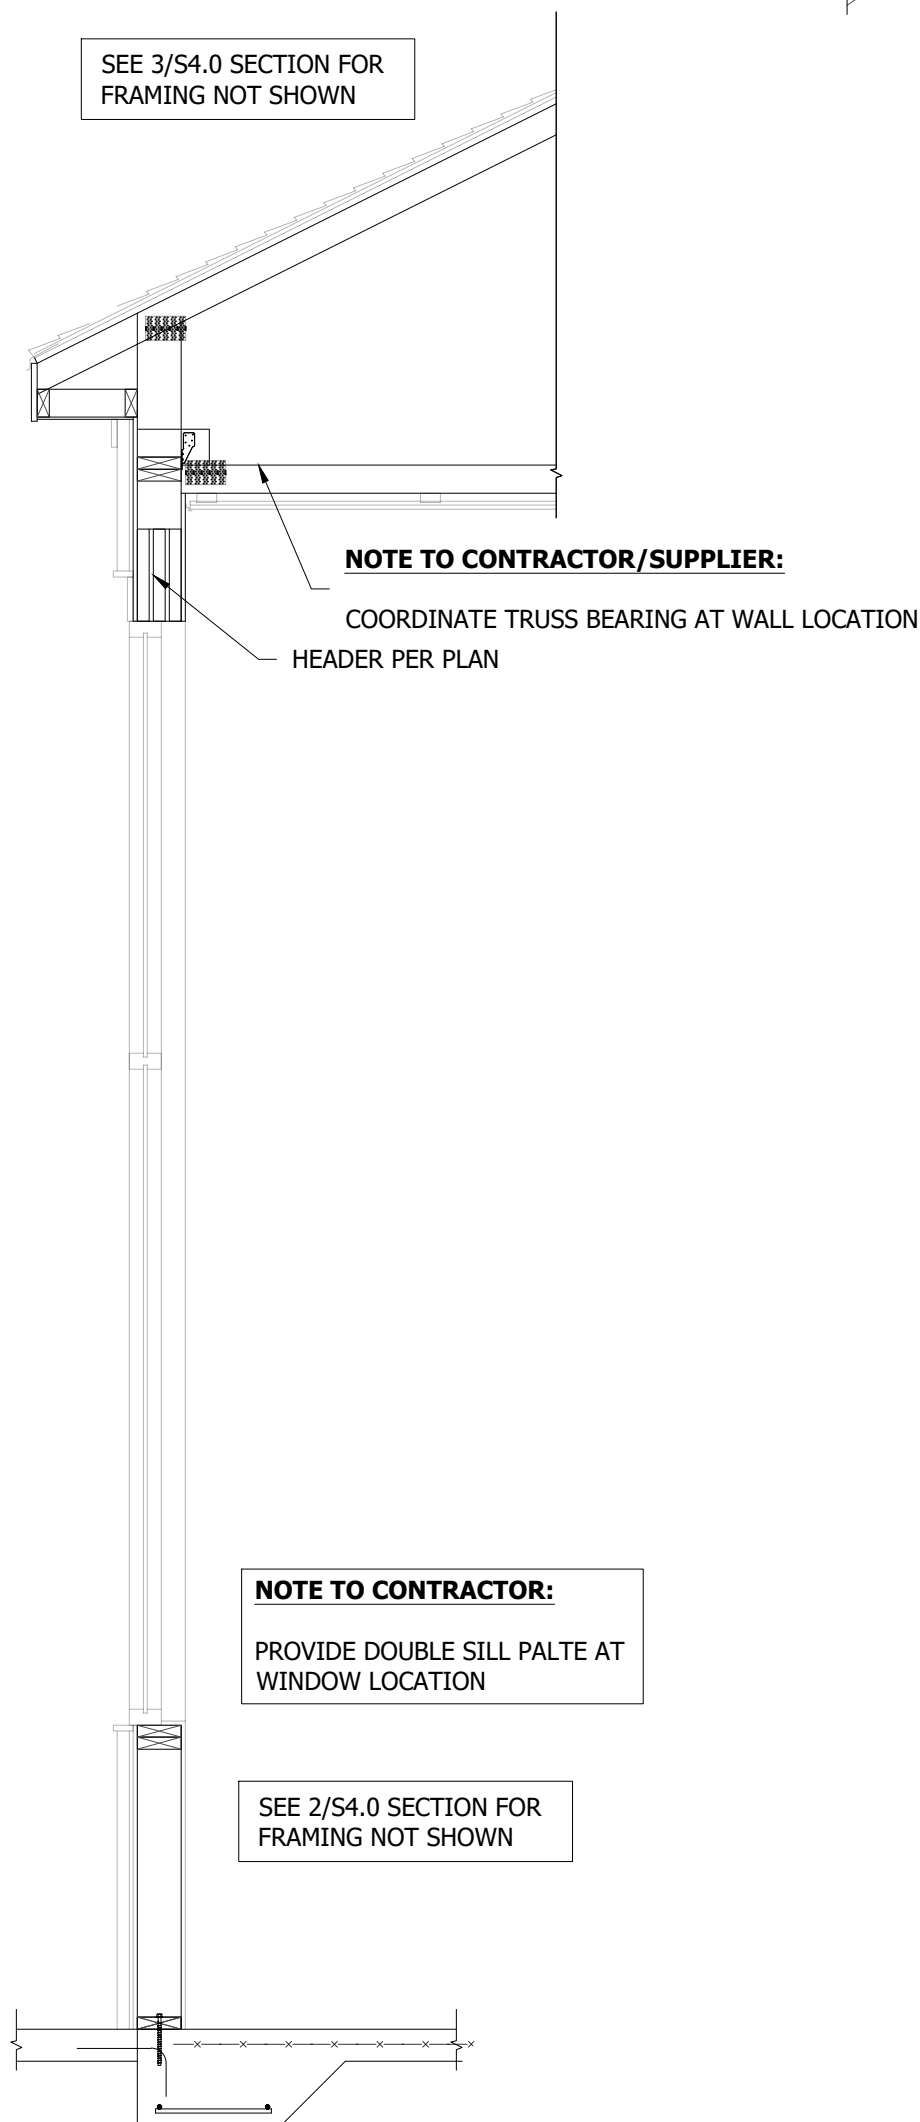 SEE 3/S4.0 SECTION FOR
FRAMING NOT SHOWN
NOTE TO CONTRACTOR/SUPPLIER:
COORDINATE TRUSS BEARING AT WALL LOCATION
HEADER PER PLAN
NOTE TO CONTRACTOR:
PROVIDE DOUBLE SILL PALTE AT
WINDOW LOCATION
SEE 2/S4.0 SECTION FOR
FRAMING NOT SHOWN